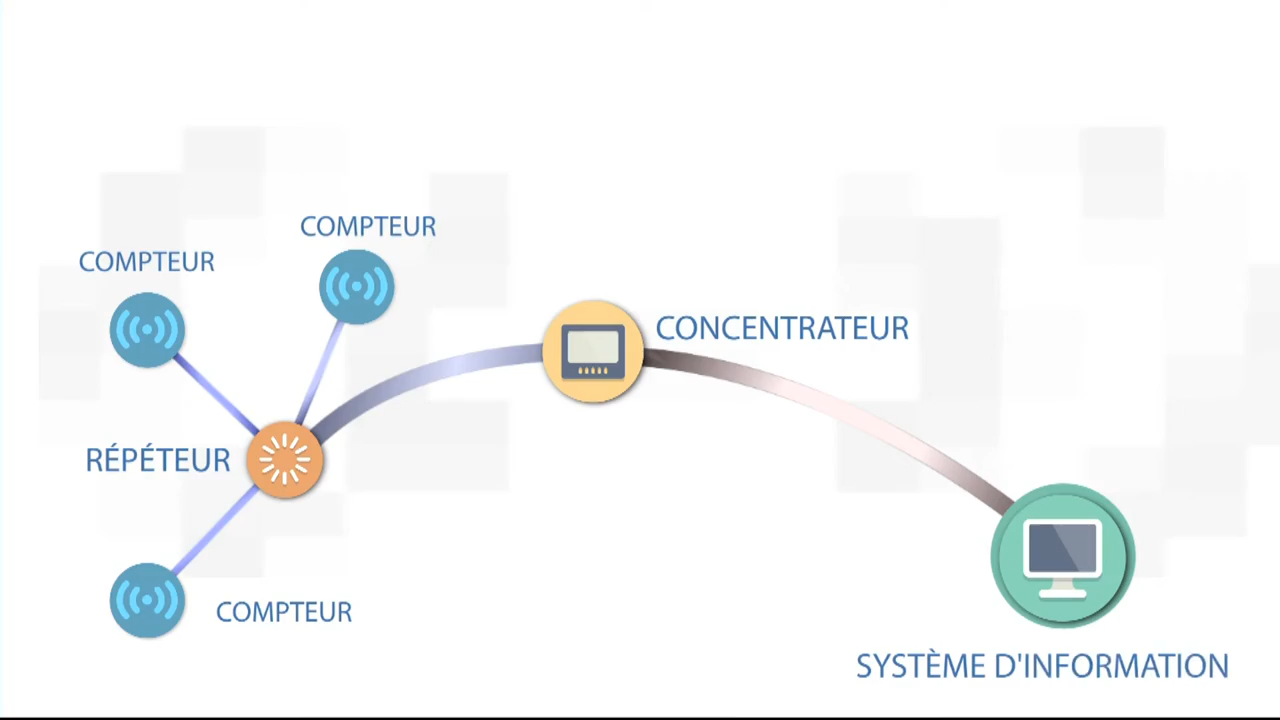 COMPTEUR
COMPTEUR
CONCENTRATEUR
RÉPÉTEUR
COMPTEUR
SYSTÈME D'INFORMATION